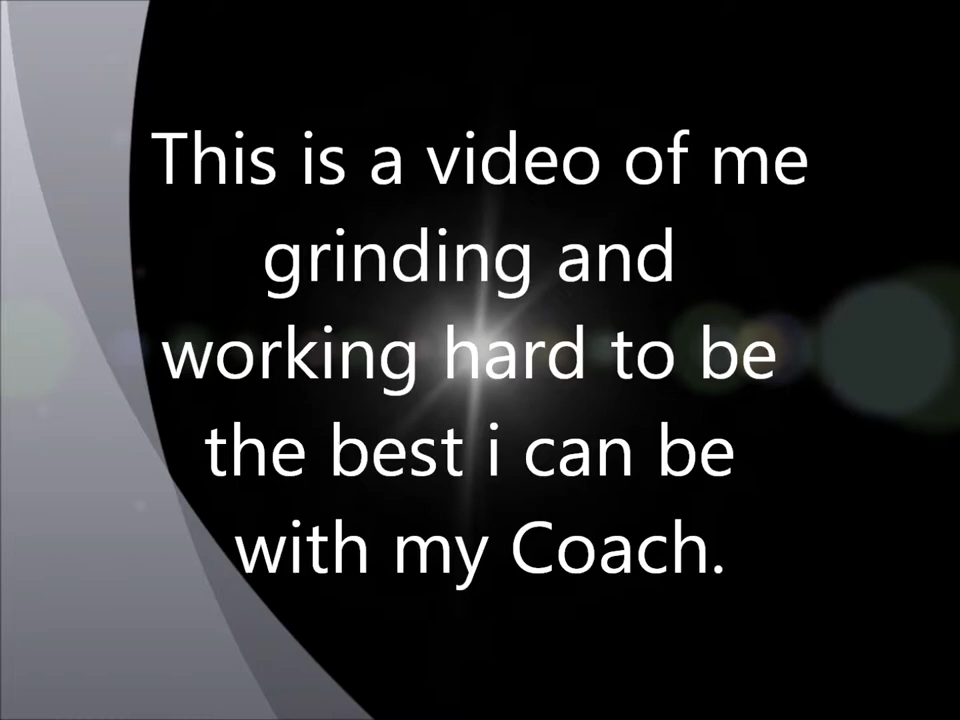 This is a video of me
grinding and
working hard to be
the best i can be
with my Coach.